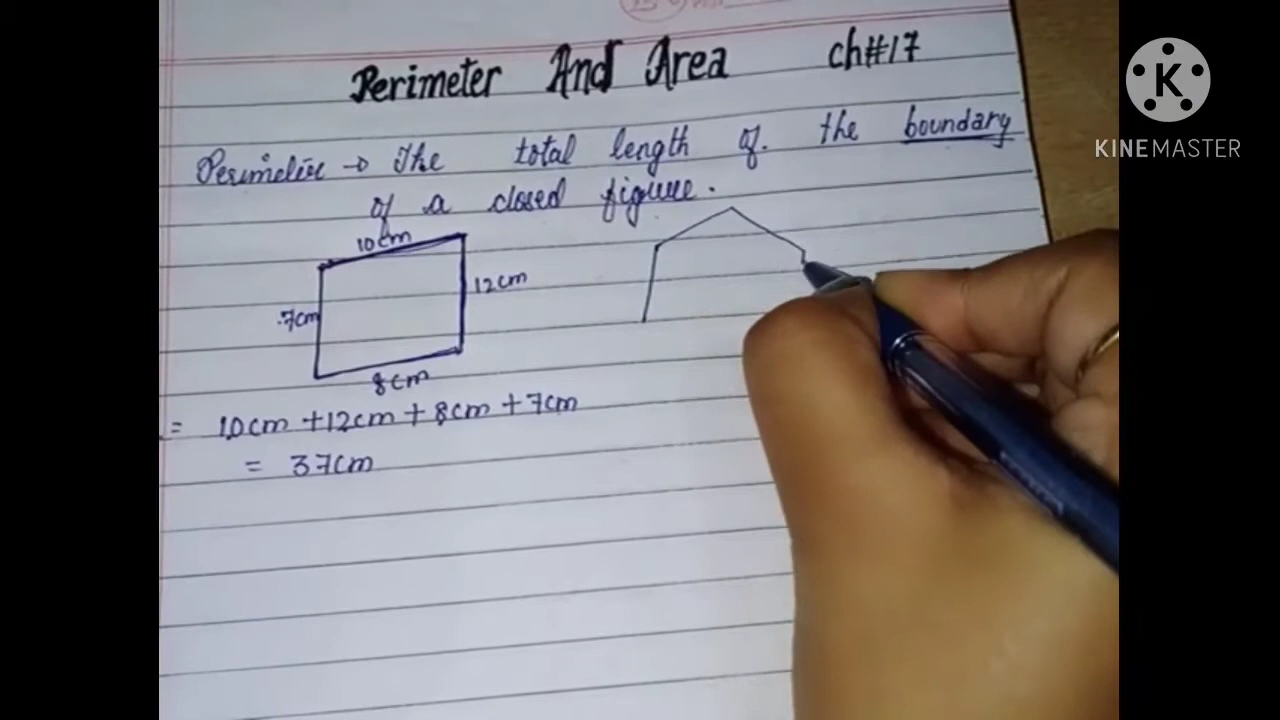 Perimeter And Area ch#17
Perimeter → The total length of the boundary
of a closed figure.
10cm
12cm
7cm
8cm
= 10cm +12cm + 8cm + 7cm
= 37cm
K
KINEMASTER